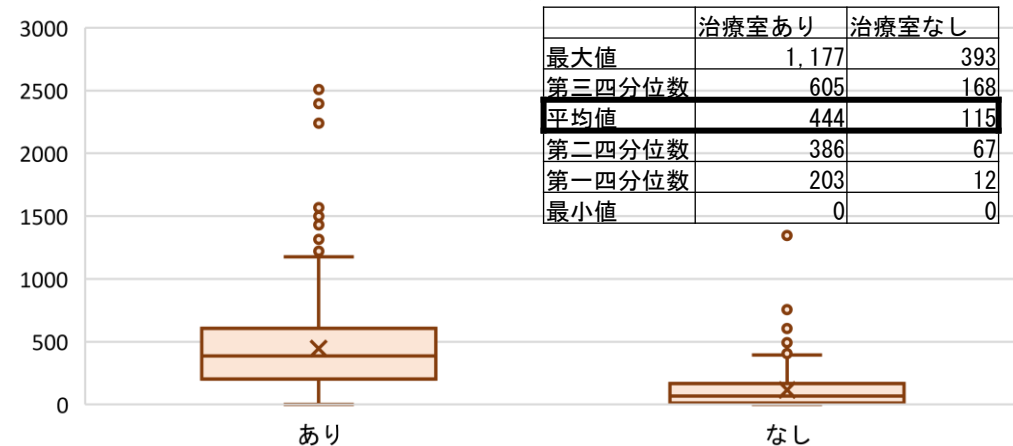 治療室あり 治療室なし
最大値 1,177 393
第三四分位数 605 168
平均値 444 115
第二四分位数 386 67
第一四分位数 203 12
最小値 0 0
3000
2500
2000
1500
1000
500
0
あり なし